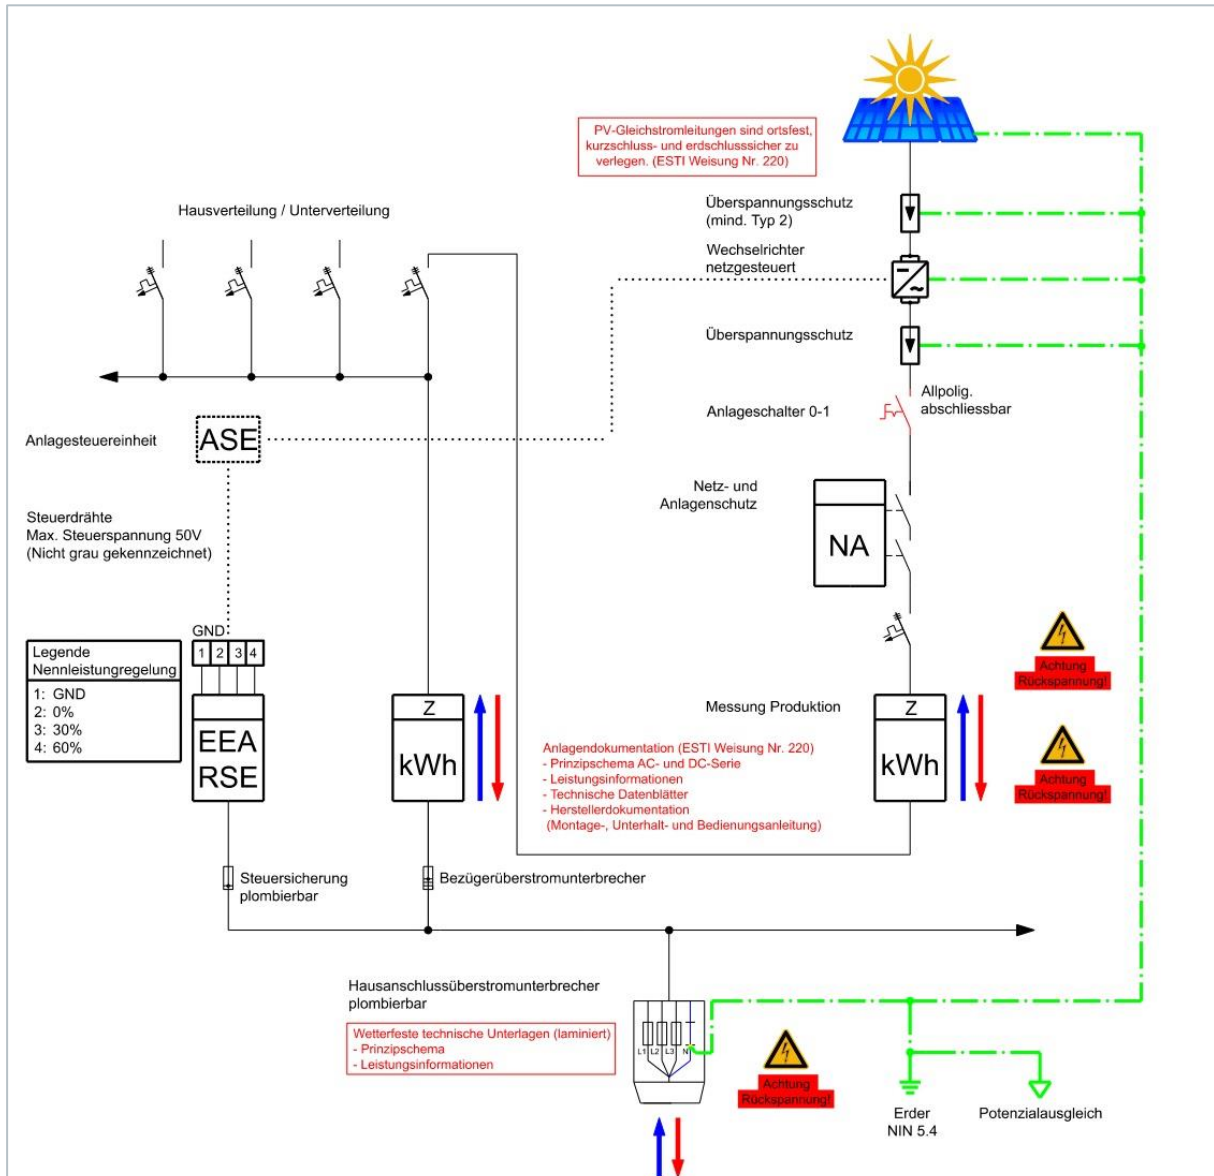 PV-Gleichstromleitungen sind ortsfest,
kurzschluss- und erdschlusssicher zu
verlegen. (ESTI Weisung Nr. 220)
Hausverteilung / Unterverteilung
Überspannungsschutz
(mind. Typ 2)
Wechselrichter
netzgesteuert
Überspannungsschutz
Anlageschalter 0-1
Allpolig.
abschliessbar
Anlagesteuereinheit
ASE
Netz- und
Anlagenschutz
NA
Steuerdrähte
Max. Steuerspannung 50V
(Nicht grau gekennzeichnet)
GND
1 2 3 4
Legende
Nennleistungregelung
1: GND
2: 0%
3: 30%
4: 60%
EEA
RSE
Z
kWh
Messung Produktion
Z
kWh
Achtung
Rückspannung!
Achtung
Rückspannung!
Anlagendokumentation (ESTI Weisung Nr. 220)
- Prinzipschema AC- und DC-Serie
- Leistungsinformationen
- Technische Datenblätter
- Herstellerdokumentation
(Montage-, Unterhalt- und Bedienungsanleitung)
Steuersicherung
plombierbar
Bezügerüberstromunterbrecher
Hausanschlussüberstromunterbrecher
plombierbar
Wetterfeste technische Unterlagen (laminiert)
- Prinzipschema
- Leistungsinformationen
L1 L2 L3 N
Achtung
Rückspannung!
Erder
NIN 5.4
Potenzialausgleich